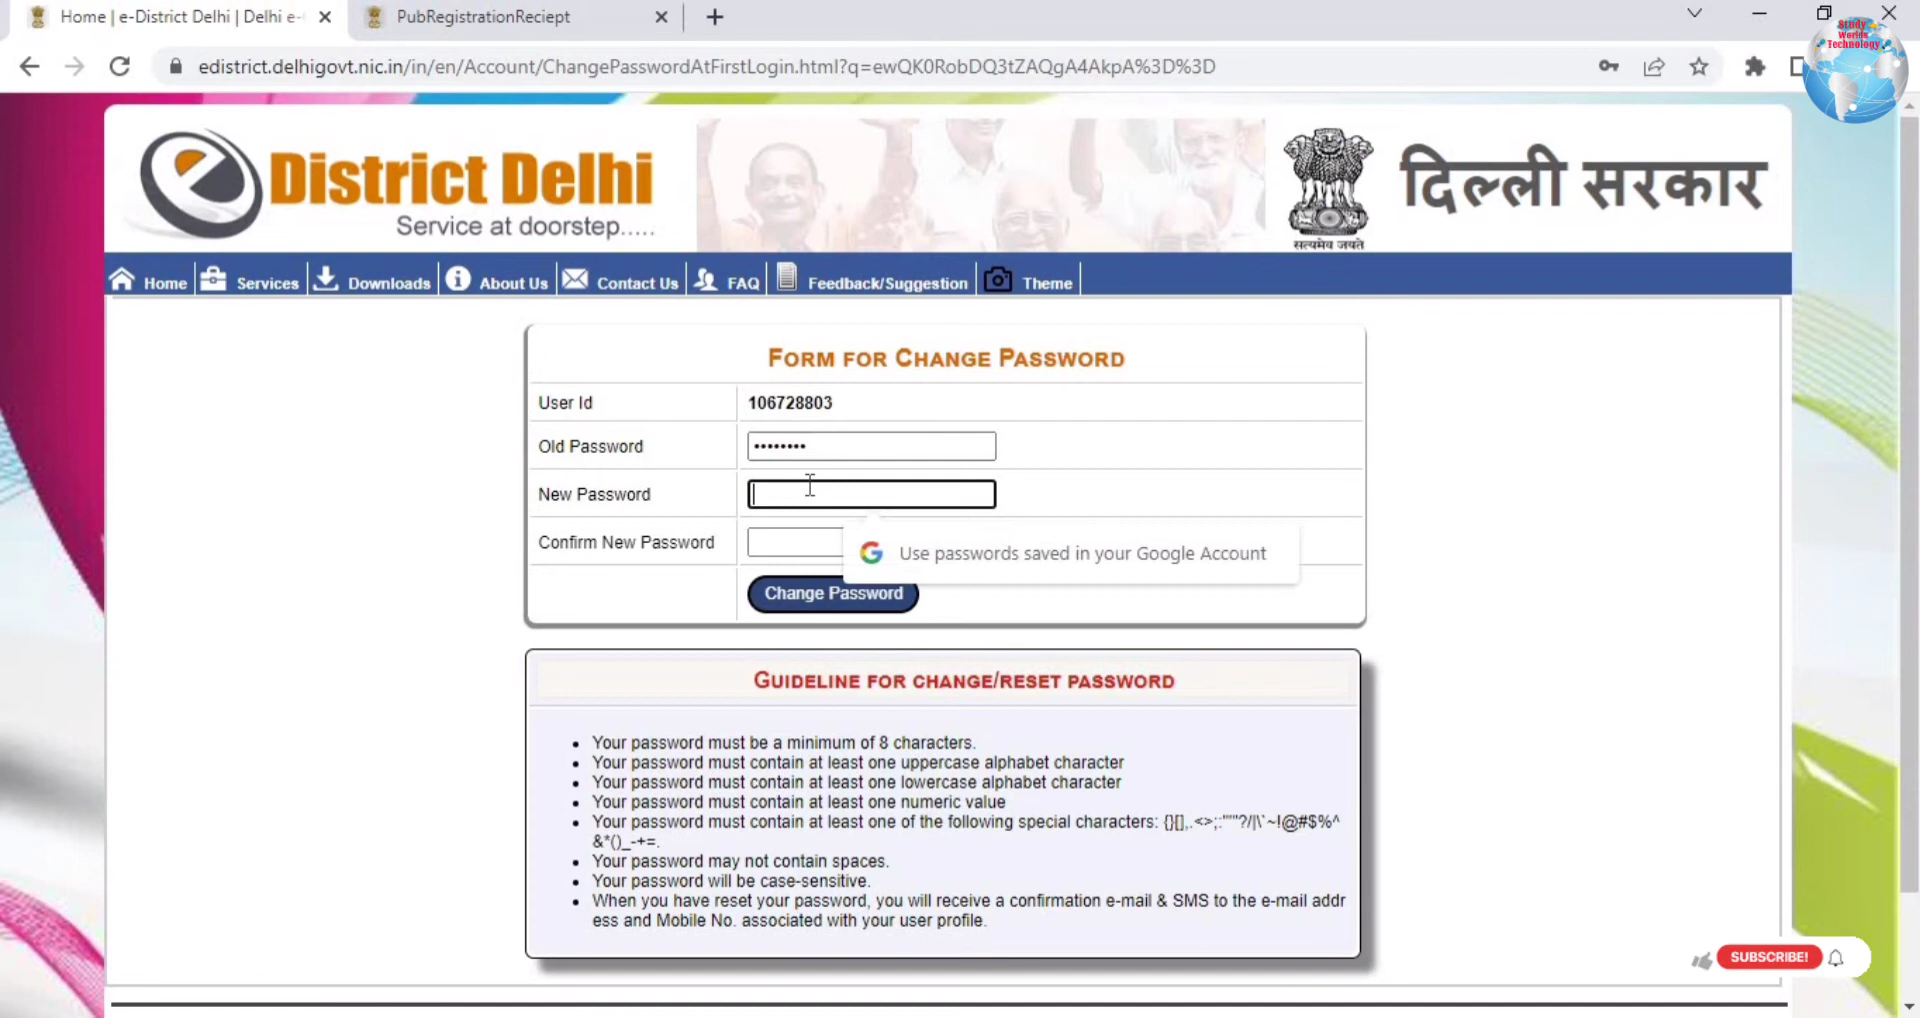 Home | e-District Delhi | Delhi e-
PubRegistrationReciept
edistrict.delhigovt.nic.in/in/en/Account/ChangePasswordAtFirstLogin.html?q=ewQK0RobDQ3tZAQgA4AkpA%3D%3D
Study
Worlds
Technology
District Delhi
Service at doorstep.....
सत्यमेव जयते
दिल्ली सरकार
Home Services Downloads About Us Contact Us FAQ Feedback/Suggestion Theme
FORM FOR CHANGE PASSWORD
User Id 106728803
Old Password ••••••••
New Password
Confirm New Password
Use passwords saved in your Google Account
Change Password
GUIDELINE FOR CHANGE/RESET PASSWORD
• Your password must be a minimum of 8 characters.
• Your password must contain at least one uppercase alphabet character
• Your password must contain at least one lowercase alphabet character
• Your password must contain at least one numeric value
• Your password must contain at least one of the following special characters: {}[],.<>;:"'"?/|\`~!@#$%^
&*()_-+=.
• Your password may not contain spaces.
• Your password will be case-sensitive.
• When you have reset your password, you will receive a confirmation e-mail & SMS to the e-mail addr
ess and Mobile No. associated with your user profile.
SUBSCRIBE!